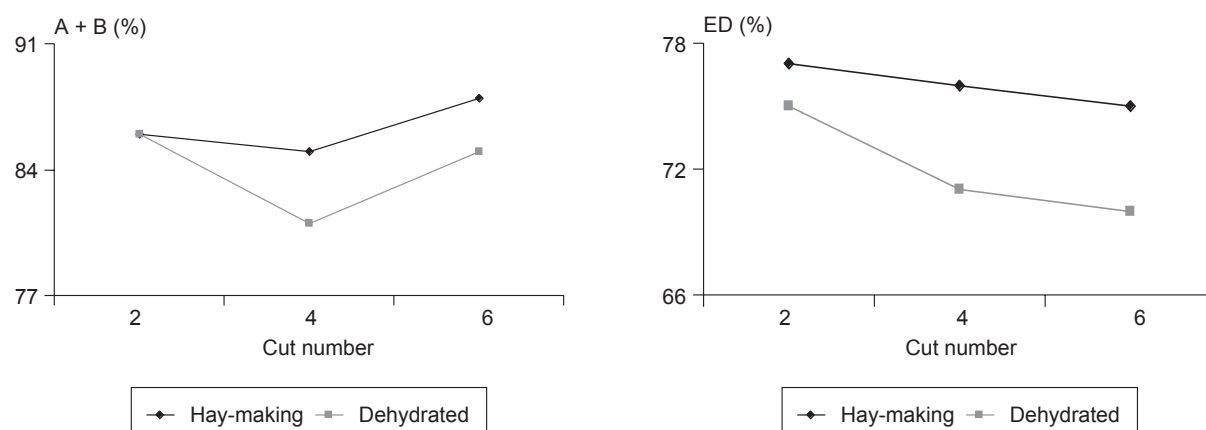 A + B (%)
91
84
77
2 4 6
Cut number
Hay-making Dehydrated
ED (%)
78
72
66
2 4 6
Cut number
Hay-making Dehydrated